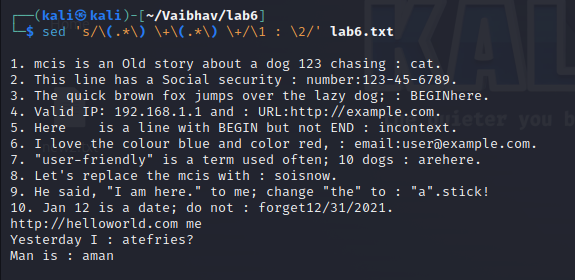 ┌──(kali㉿kali)-[~/Vaibhav/lab6]
└─$ sed 's/\(.*\) \+\(.*\) \+/\1 : \2/' lab6.txt
1. mcis is an Old story about a dog 123 chasing : cat.
2. This line has a Social security : number:123-45-6789.
3. The quick brown fox jumps over the lazy dog; : BEGINhere.
4. Valid IP: 192.168.1.1 and : URL:http://example.com.
5. Here    is a line with BEGIN but not END : incontext.
6. I love the colour blue and color red, : email:user@example.com.
7. "user-friendly" is a term used often; 10 dogs : arehere.
8. Let's replace the mcis with : soisnow.
9. He said, "I am here." to me; change "the" to : "a".stick!
10. Jan 12 is a date; do not : forget12/31/2021.
http://helloworld.com me
Yesterday I : atefries?
Man is : aman